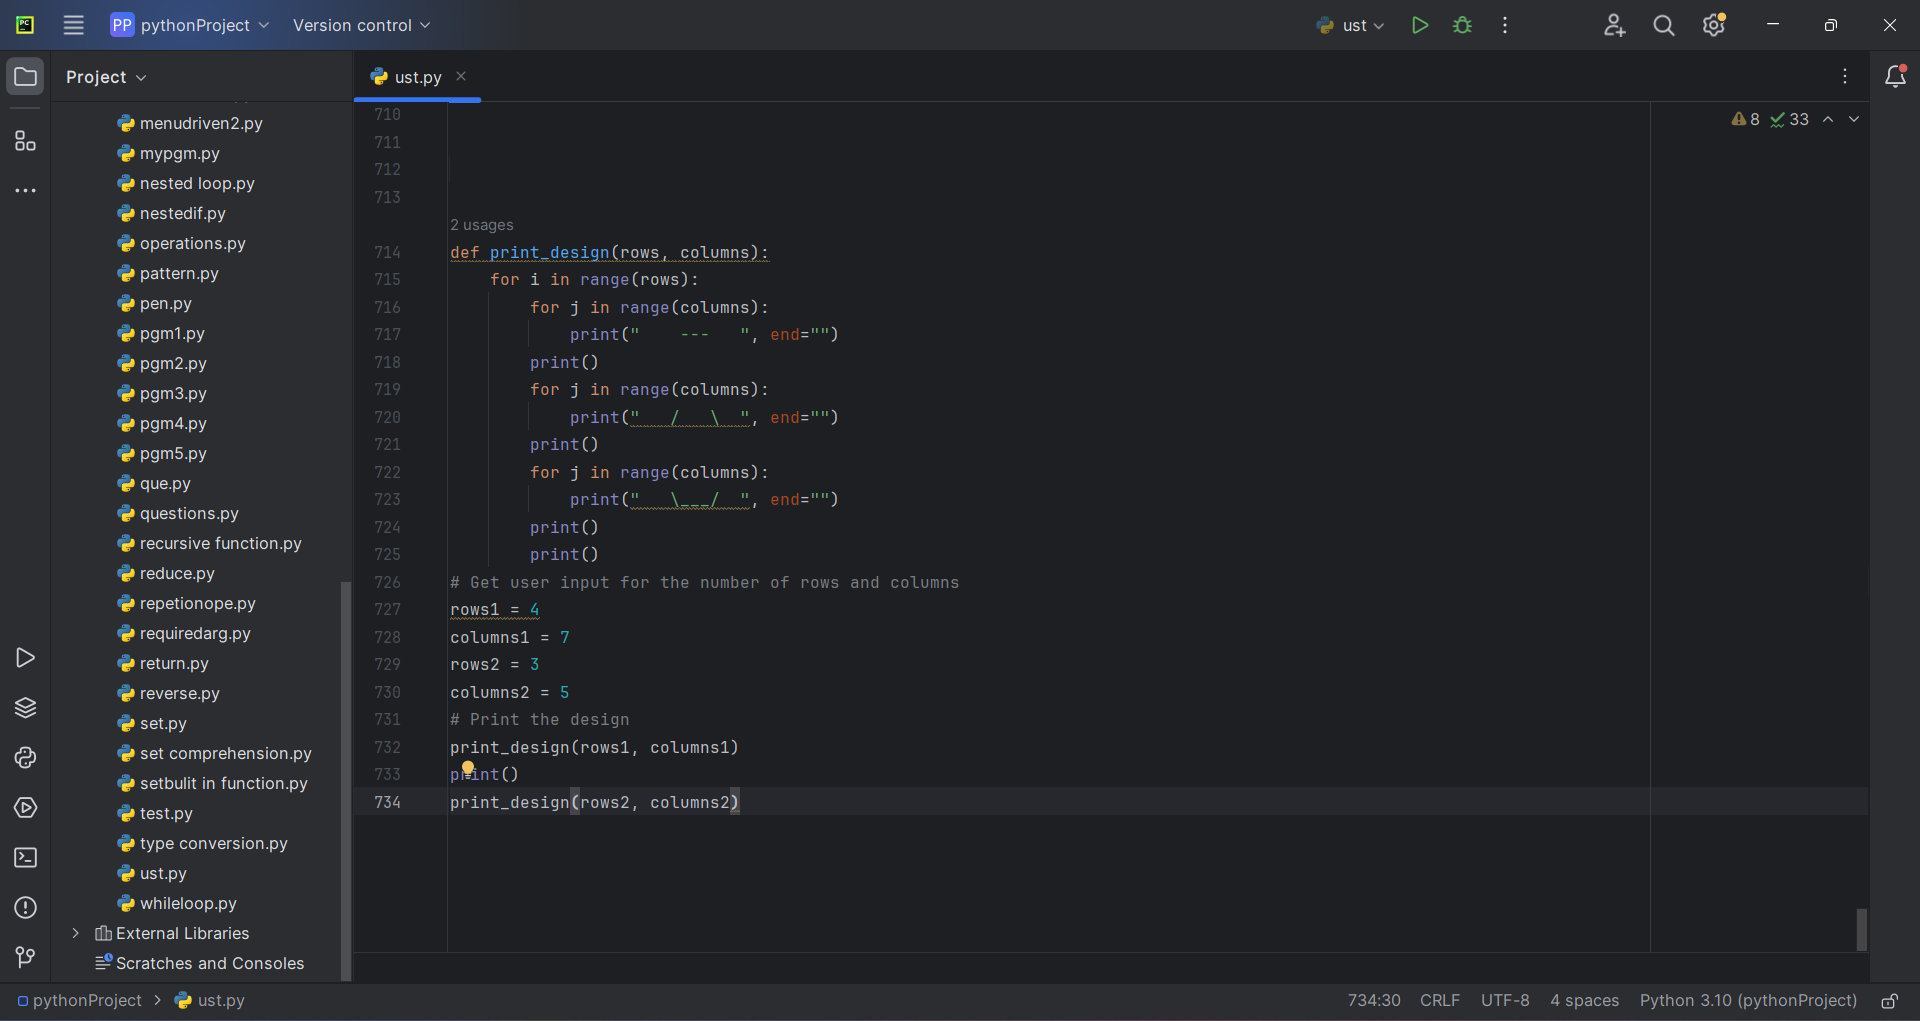 PC
PP pythonProject Version control
ust
Project
ust.py
menudriven2.py
mypgm.py
nested loop.py
nestedif.py
operations.py
pattern.py
pen.py
pgm1.py
pgm2.py
pgm3.py
pgm4.py
pgm5.py
que.py
questions.py
recursive function.py
reduce.py
repetionope.py
requiredarg.py
return.py
reverse.py
set.py
set comprehension.py
setbulit in function.py
test.py
type conversion.py
ust.py
whileloop.py
External Libraries
Scratches and Consoles
8 33
710
711
712
713
2 usages
714 def print_design(rows, columns):
715     for i in range(rows):
716         for j in range(columns):
717             print("    ---   ", end="")
718         print()
719         for j in range(columns):
720             print("___/   \__", end="")
721         print()
722         for j in range(columns):
723             print("   \___/  ", end="")
724         print()
725         print()
726 # Get user input for the number of rows and columns
727 rows1 = 4
728 columns1 = 7
729 rows2 = 3
730 columns2 = 5
731 # Print the design
732 print_design(rows1, columns1)
733 print()
734 print_design(rows2, columns2)
pythonProject > ust.py
734:30 CRLF UTF-8 4 spaces Python 3.10 (pythonProject)